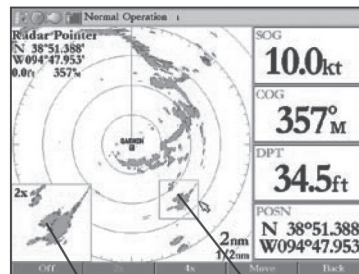 Normal Operation
Radar Pointer
N 38°51.388
W094°47.953
0.0ft 357°M
GARMIN
2x
2nm
1/2nm
SOG
10.0kt
COG
357°M
DPT
34.5ft
POSN
N 38°51.388
W094°47.953
Off 2x 4x Move Back